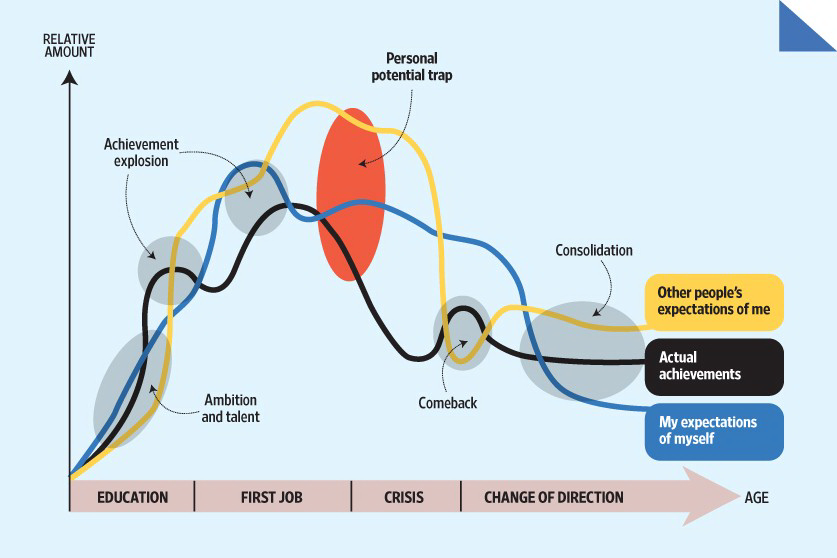 RELATIVE
AMOUNT
Personal
potential trap
Achievement
explosion
Consolidation
Other people's
expectations of me
Actual
achievements
My expectations
of myself
Ambition
and talent
Comeback
EDUCATION
FIRST JOB
CRISIS
CHANGE OF DIRECTION
AGE